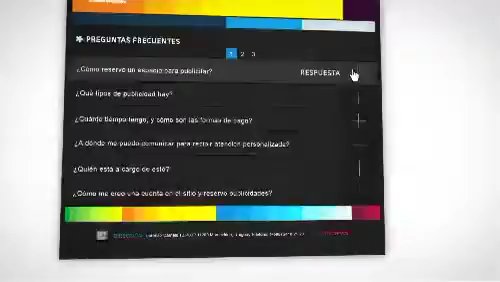 PREGUNTAS FRECUENTES
1 2 3
¿Cómo reservo un usuario para publicitar?
RESPUESTA
¿Qué tipos de publicidad hay?
¿Cuánto tiempo tengo, y cómo son las formas de pago?
¿A dónde me puedo comunicar para recibir atención personalizada?
¿Quién está a cargo de esto?
¿Cómo me creo una cuenta en el sitio y reservo publicidades?